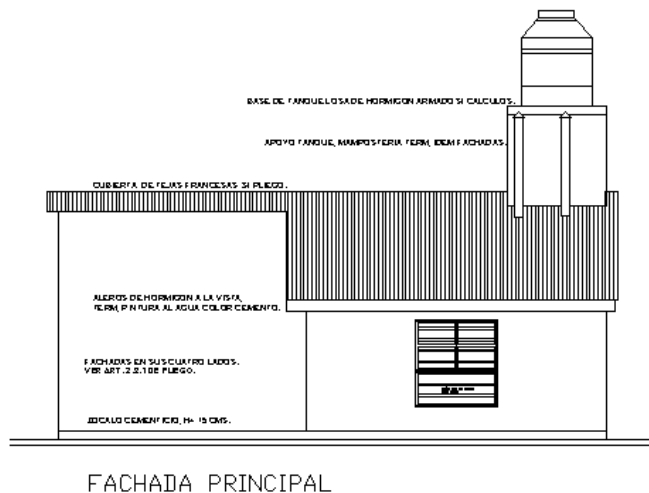 BASE DE TANQUE LOSA DE HORMIGON ARMADO S/ CALCULOS.
APOYO TANQUE, MAMPOSTERIA TERM, IDEM FACHADAS.
CUBIERTA DE TEJAS FRANCESAS S/ PLIEGO.
ALEROS DE HORMIGON A LA VISTA,
TERM, PINTURA AL AGUA COLOR CEMENTO.
FACHADAS EN SUS CUATRO LADOS.
VER ART. 2.2.1 DE PLIEGO.
ZOCALO CEMENTICIO, H= 15 CMS.
FACHADA PRINCIPAL